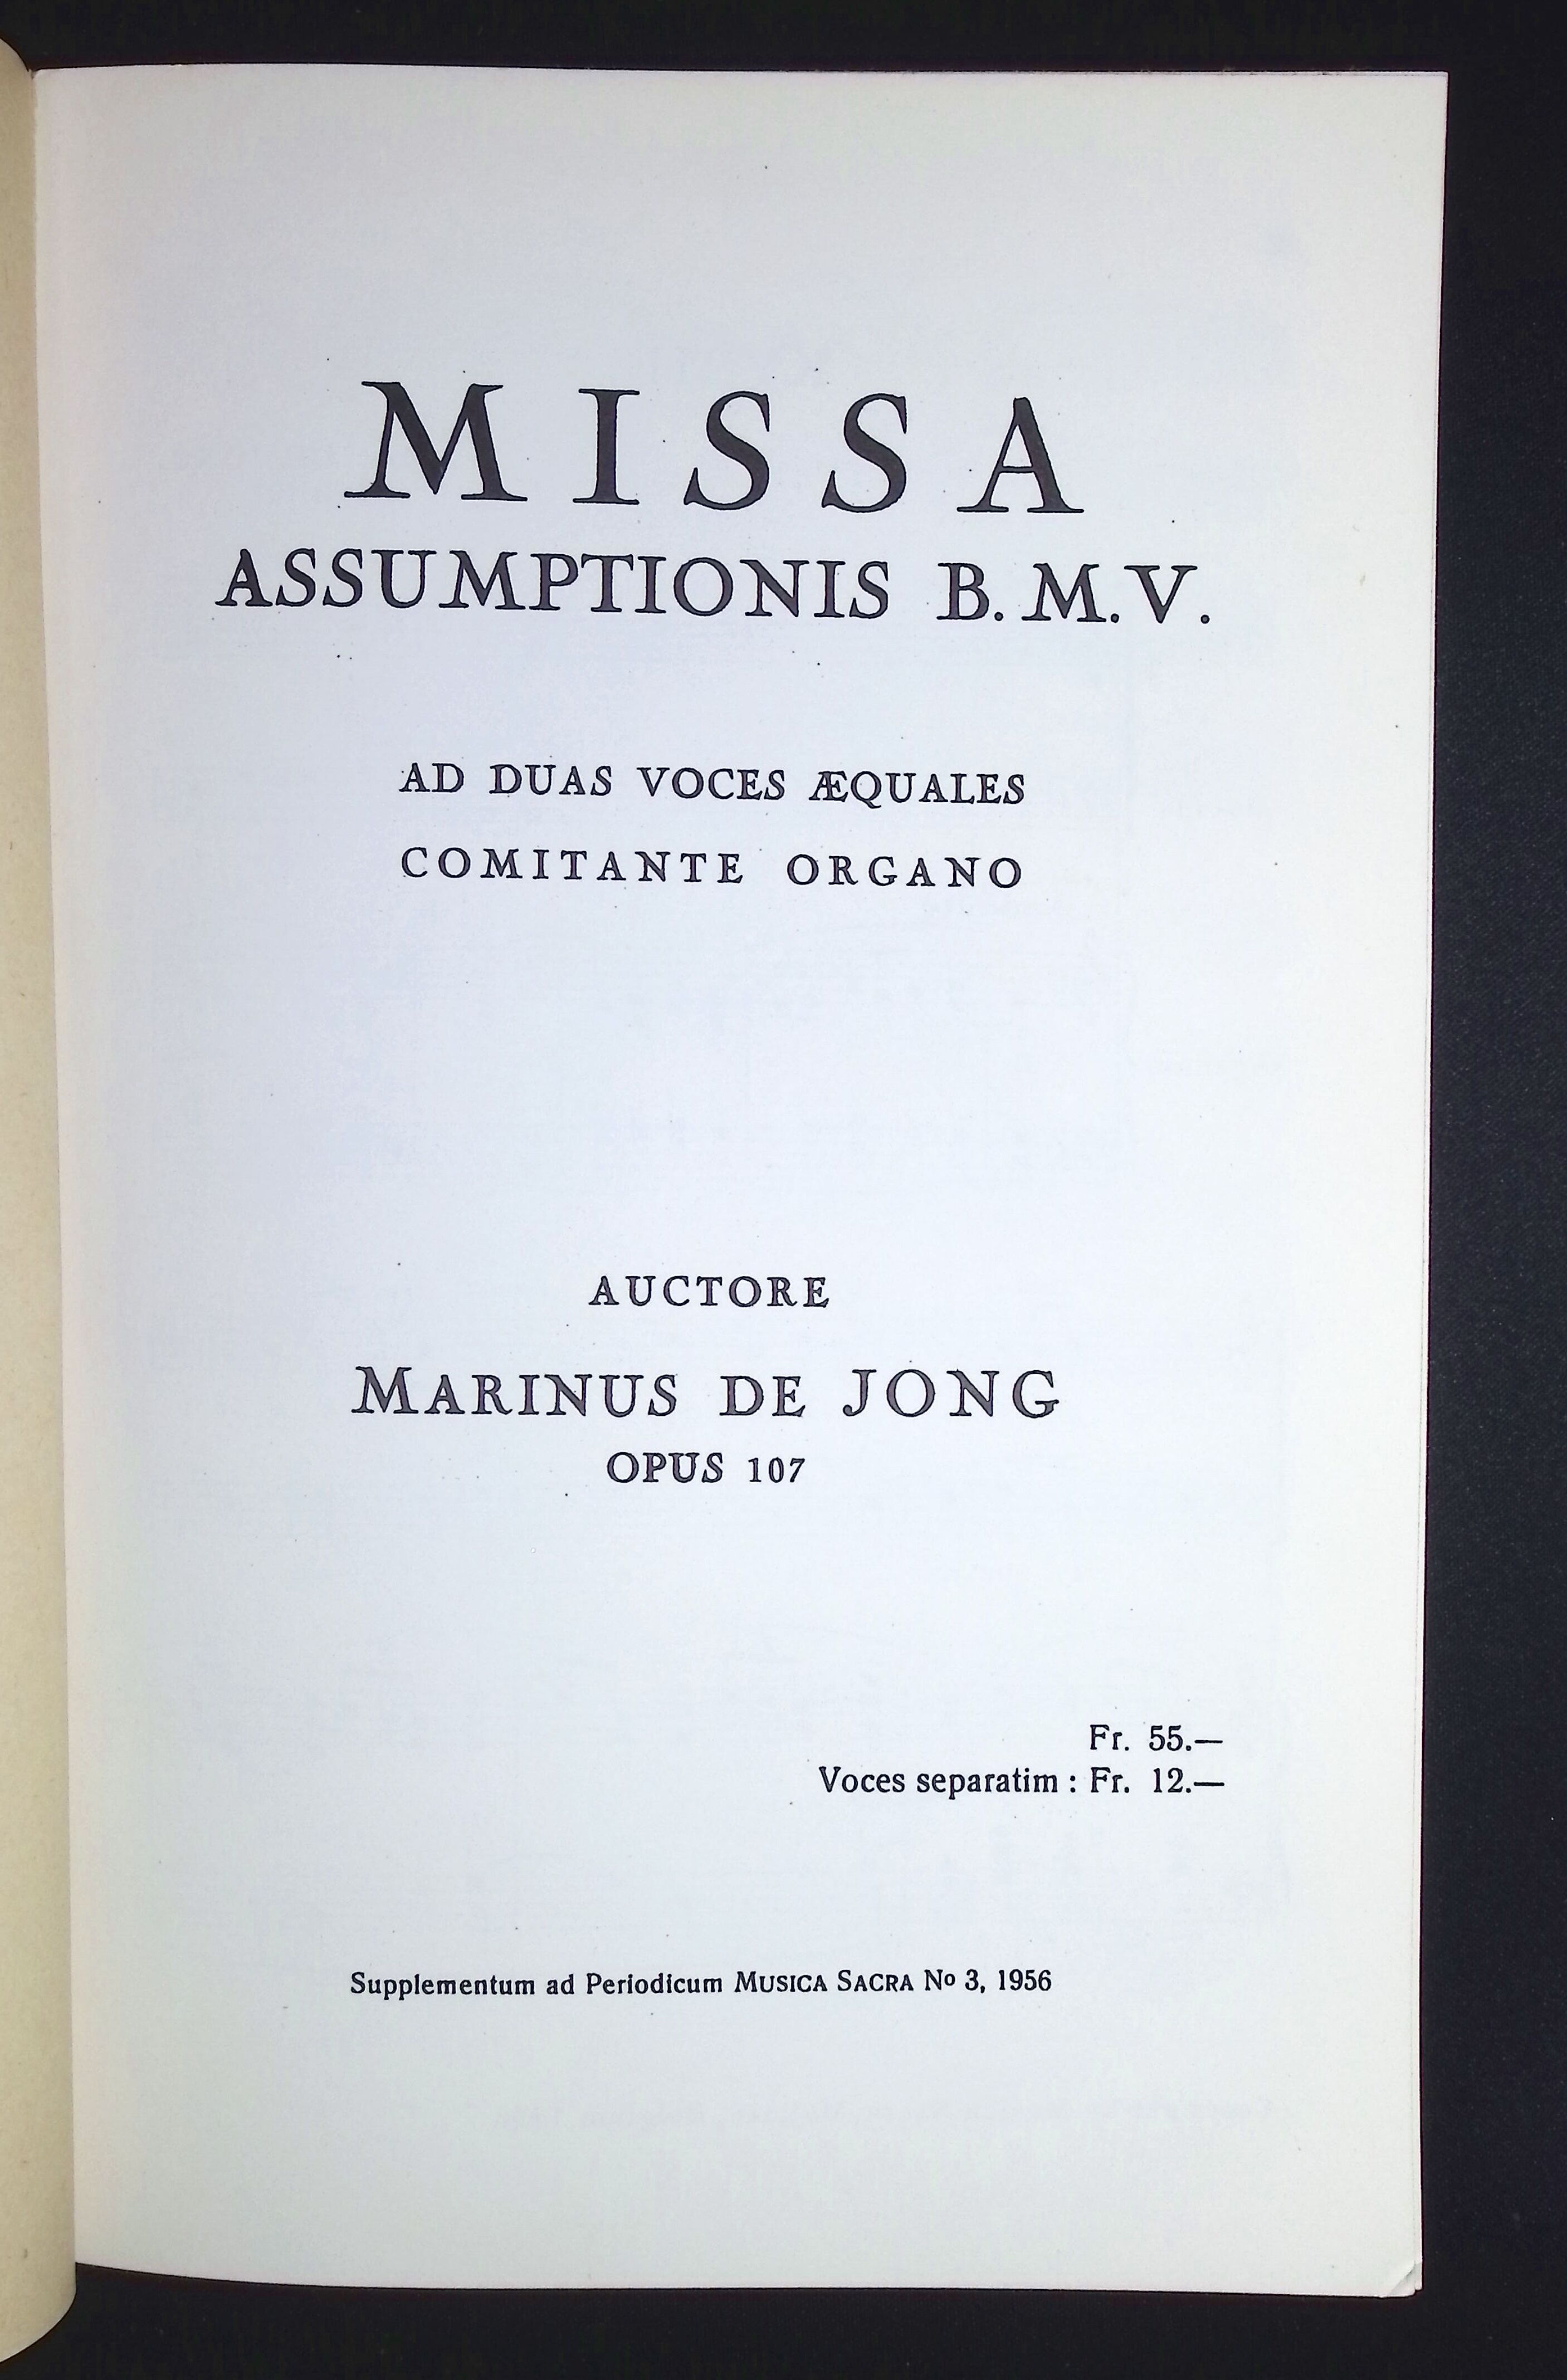 MISSA
ASSUMPTIONIS B. M. V.
AD DUAS VOCES ÆQUALES
COMITANTE ORGANO
AUCTORE
MARINUS DE JONG
OPUS 107
Fr. 55.—
Voces separatim : Fr. 12.—
Supplementum ad Periodicum MUSICA SACRA Nº 3, 1956